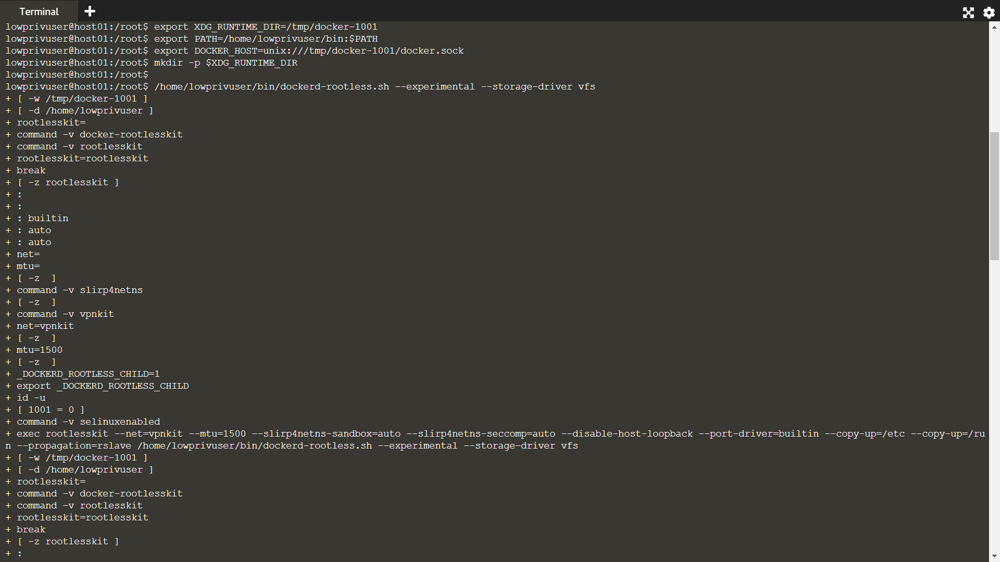 Terminal
lowprivuser@host01:/root$ export XDG_RUNTIME_DIR=/tmp/docker-1001
lowprivuser@host01:/root$ export PATH=/home/lowprivuser/bin:$PATH
lowprivuser@host01:/root$ export DOCKER_HOST=unix:///tmp/docker-1001/docker.sock
lowprivuser@host01:/root$ mkdir -p $XDG_RUNTIME_DIR
lowprivuser@host01:/root$
lowprivuser@host01:/root$ /home/lowprivuser/bin/dockerd-rootless.sh --experimental --storage-driver vfs
+ [ -w /tmp/docker-1001 ]
+ [ -d /home/lowprivuser ]
+ rootlesskit=
+ command -v docker-rootlesskit
+ command -v rootlesskit
+ rootlesskit=rootlesskit
+ break
+ [ -z rootlesskit ]
+ :
+ :
+ : builtin
+ : auto
+ : auto
+ net=
+ mtu=
+ [ -z  ]
+ command -v slirp4netns
+ [ -z  ]
+ command -v vpnkit
+ net=vpnkit
+ [ -z  ]
+ mtu=1500
+ [ -z  ]
+ _DOCKERD_ROOTLESS_CHILD=1
+ export _DOCKERD_ROOTLESS_CHILD
+ id -u
+ [ 1001 = 0 ]
+ command -v selinuxenabled
+ exec rootlesskit --net=vpnkit --mtu=1500 --slirp4netns-sandbox=auto --slirp4netns-seccomp=auto --disable-host-loopback --port-driver=builtin --copy-up=/etc --copy-up=/ru
n --propagation=rslave /home/lowprivuser/bin/dockerd-rootless.sh --experimental --storage-driver vfs
+ [ -w /tmp/docker-1001 ]
+ [ -d /home/lowprivuser ]
+ rootlesskit=
+ command -v docker-rootlesskit
+ command -v rootlesskit
+ rootlesskit=rootlesskit
+ break
+ [ -z rootlesskit ]
+ :